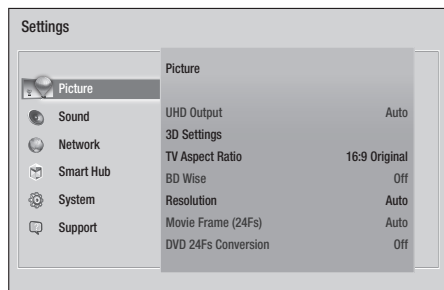 Settings
Picture
Sound
Network
Smart Hub
System
Support
Picture
UHD Output Auto
3D Settings
TV Aspect Ratio 16:9 Original
BD Wise Off
Resolution Auto
Movie Frame (24Fs) Auto
DVD 24Fs Conversion Off